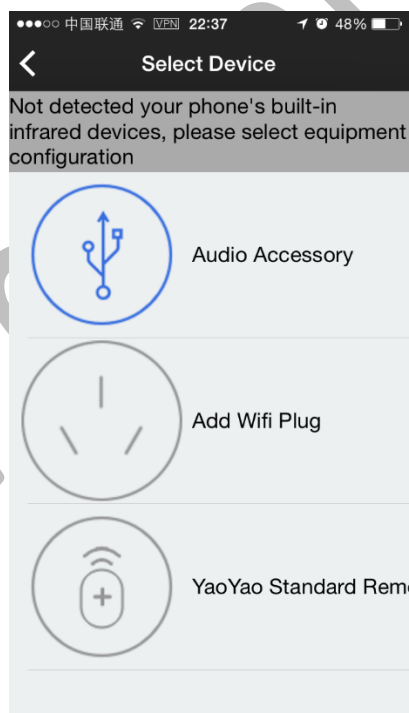 中国联通 VPN 22:37 48%
Select Device
Not detected your phone's built-in
infrared devices, please select equipment
configuration
Audio Accessory
Add Wifi Plug
YaoYao Standard Rem